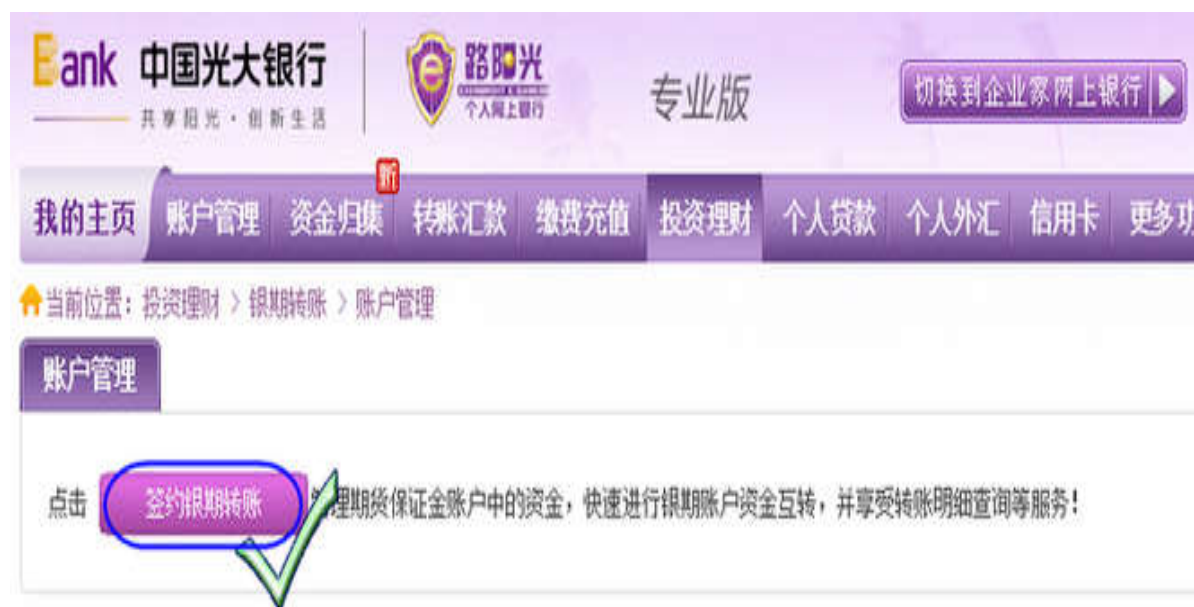 Bank 中国光大银行
共享阳光·创新生活
e路阳光
个人网上银行
专业版
切换到企业家网上银行
新
我的主页 账户管理 资金归集 转账汇款 缴费充值 投资理财 个人贷款 个人外汇 信用卡 更多功
当前位置：投资理财 > 银期转账 > 账户管理
账户管理
点击 签约银期转账 管理期货保证金账户中的资金，快速进行银期账户资金互转，并享受转账明细查询等服务！